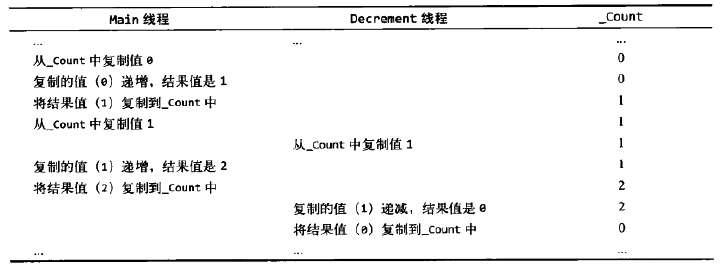 Main 线程 Decrement 线程 _Count
… … …
从_Count 中复制值 0 0
复制的值（0）递增，结果值是 1 0
将结果值（1）复制到_Count 中 1
从_Count 中复制值 1 1
从_Count 中复制值 1 1
复制的值（1）递增，结果值是 2 1
将结果值（2）复制到_Count 中 2
复制的值（1）递减，结果值是 0 2
将结果值（0）复制到_Count 中 0
… … …